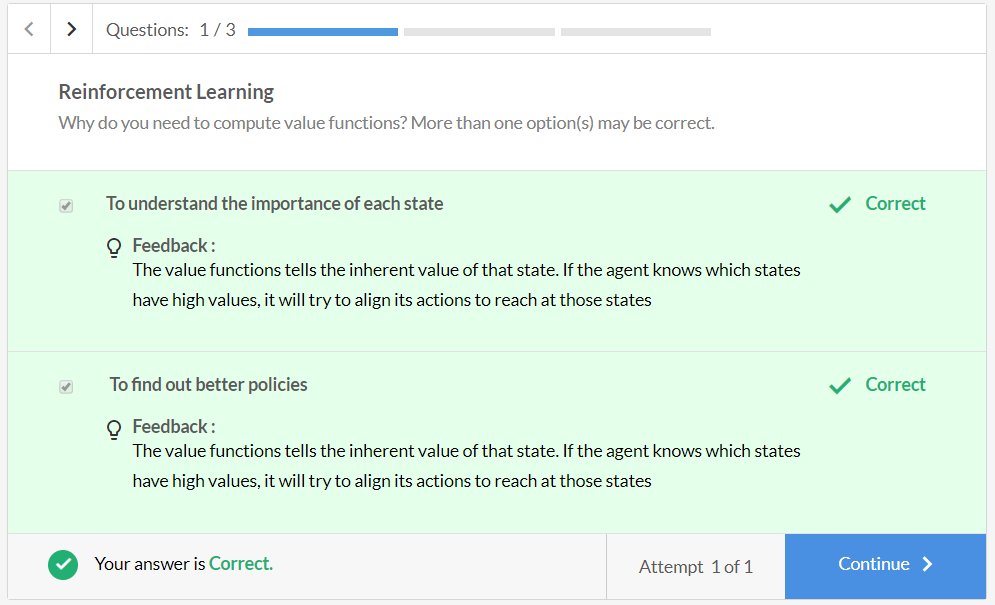 Questions: 1 / 3
Reinforcement Learning
Why do you need to compute value functions? More than one option(s) may be correct.
To understand the importance of each state
Correct
Feedback :
The value functions tells the inherent value of that state. If the agent knows which states
have high values, it will try to align its actions to reach at those states
To find out better policies
Correct
Feedback :
The value functions tells the inherent value of that state. If the agent knows which states
have high values, it will try to align its actions to reach at those states
Your answer is Correct.
Attempt 1 of 1
Continue